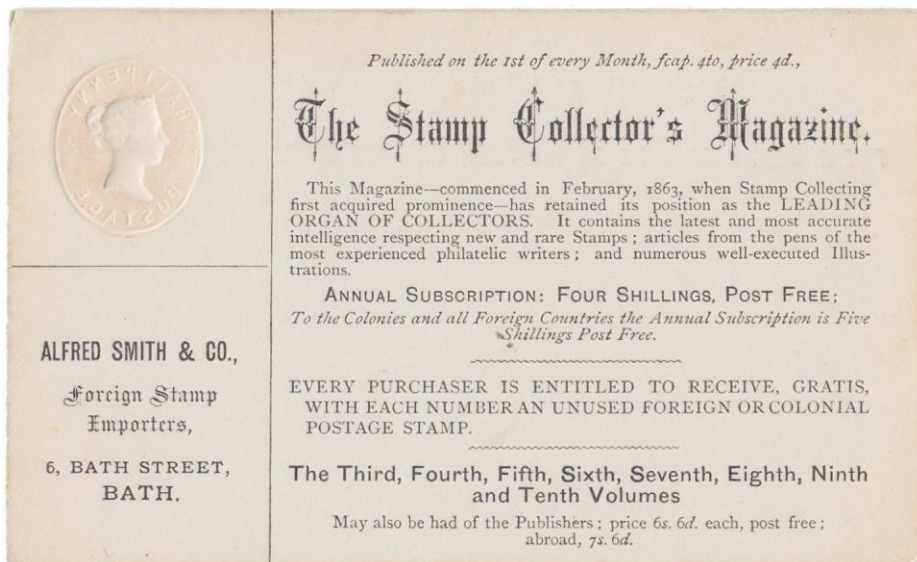 HALFPENNY
POSTAGE
ALFRED SMITH & CO.,
Foreign Stamp
Importers,
6, BATH STREET,
BATH.
Published on the 1st of every Month, fcap. 4to, price 4d.,
The Stamp Collector's Magazine.
This Magazine—commenced in February, 1863, when Stamp Collecting
first acquired prominence—has retained its position as the LEADING
ORGAN OF COLLECTORS. It contains the latest and most accurate
intelligence respecting new and rare Stamps; articles from the pens of the
most experienced philatelic writers; and numerous well-executed Illus-
trations.
ANNUAL SUBSCRIPTION: FOUR SHILLINGS, POST FREE;
To the Colonies and all Foreign Countries the Annual Subscription is Five
Shillings Post Free.
EVERY PURCHASER IS ENTITLED TO RECEIVE, GRATIS,
WITH EACH NUMBER AN UNUSED FOREIGN OR COLONIAL
POSTAGE STAMP.
The Third, Fourth, Fifth, Sixth, Seventh, Eighth, Ninth
and Tenth Volumes
May also be had of the Publishers; price 6s. 6d. each, post free;
abroad, 7s. 6d.